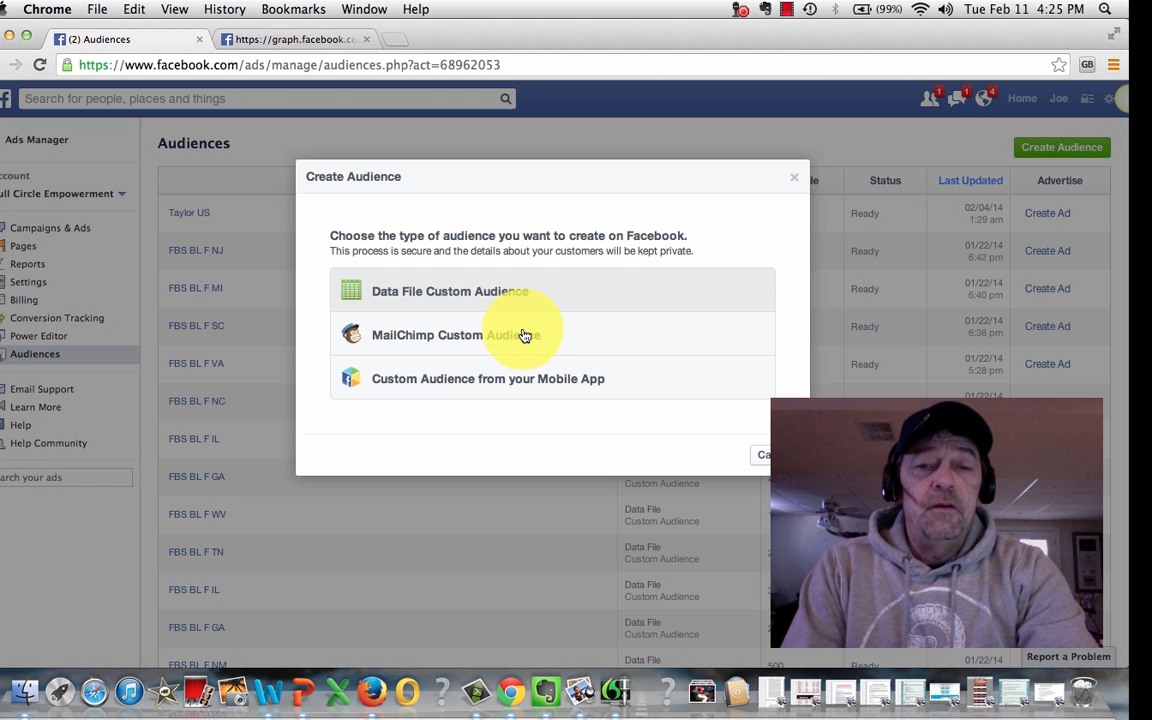 Chrome File Edit View History Bookmarks Window Help (99%) Tue Feb 11 4:25 PM
(2) Audiences × https://graph.facebook.co ×
https://www.facebook.com/ads/manage/audiences.php?act=68962053 GB
Search for people, places and things 1 1 4 Home Joe
Ads Manager
ccount
ull Circle Empowerment
Campaigns & Ads
Pages
Reports
Settings
Billing
Conversion Tracking
Power Editor
Audiences
Email Support
Learn More
Help
Help Community
arch your ads
Audiences
Create Audience
Status Last Updated Advertise
Taylor US Ready 02/04/14 1:29 am Create Ad
FBS BL F NJ Ready 01/22/14 6:42 pm Create Ad
FBS BL F MI Ready 01/22/14 6:40 pm Create Ad
FBS BL F SC Ready 01/22/14 6:38 pm Create Ad
FBS BL F VA Ready 01/22/14 5:28 pm Create Ad
FBS BL F NC 01/22/14
FBS BL F IL
FBS BL F GA Custom Audience
FBS BL F WV Data File Custom Audience
FBS BL F TN Data File Custom Audience
FBS BL F IL Data File Custom Audience
FBS BL F GA Data File Custom Audience
FBS BL F NM Data File 500 Ready 01/22/14
Create Audience ×
Choose the type of audience you want to create on Facebook.
This process is secure and the details about your customers will be kept private.
Data File Custom Audience
MailChimp Custom Audience
Custom Audience from your Mobile App
Ca
Report a Problem